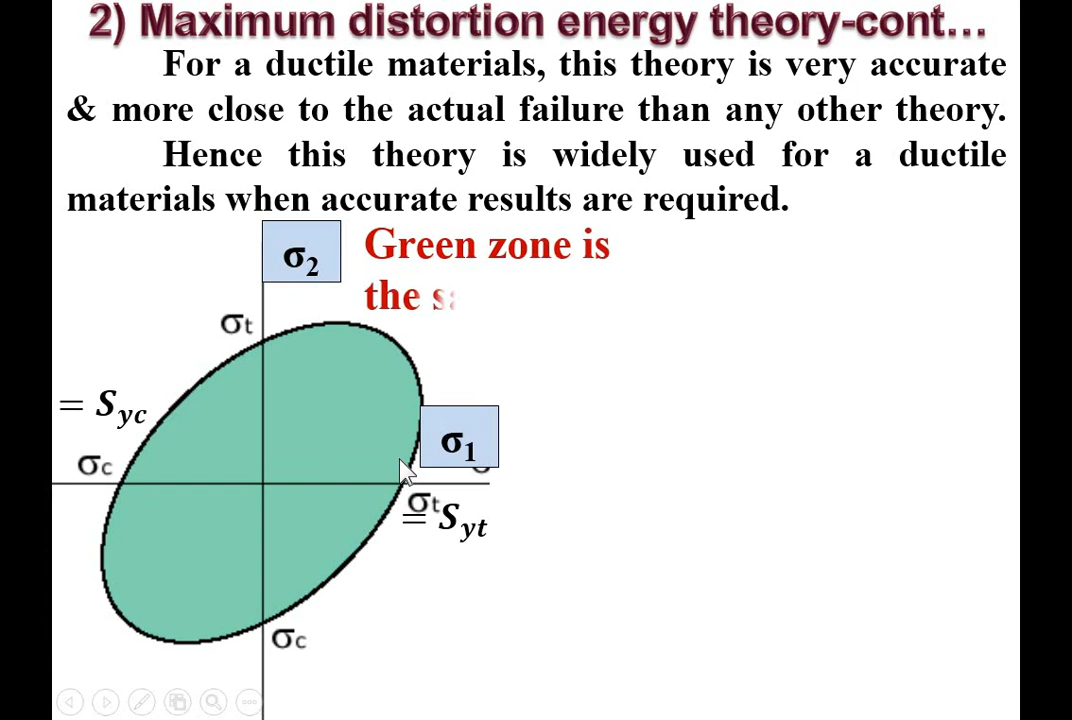 2) Maximum distortion energy theory-cont...
For a ductile materials, this theory is very accurate
& more close to the actual failure than any other theory.
Hence this theory is widely used for a ductile
materials when accurate results are required.
σ2
Green zone is
the
σt
= Syc
σ1
σc
σt
= Syt
σc